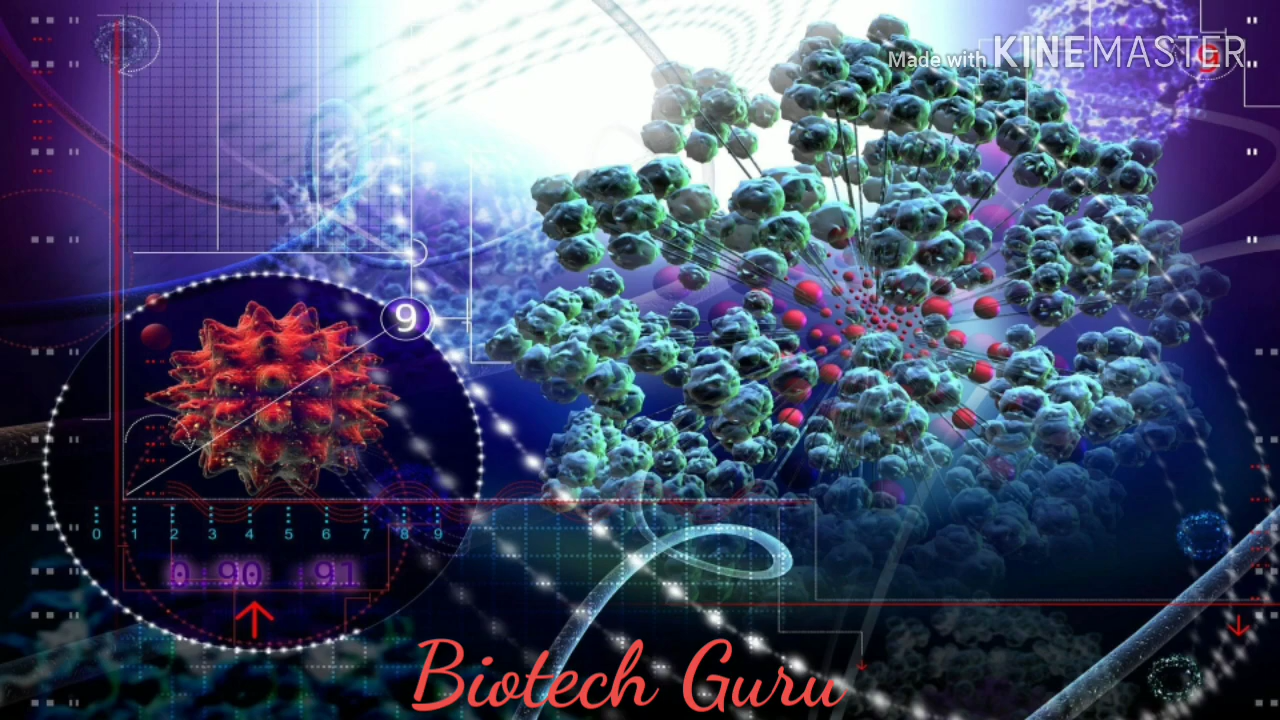 Made with KINEMASTER
9
9
0 1 2 3 4 5 6 7 8 9
0 90 91
Biotech Guru